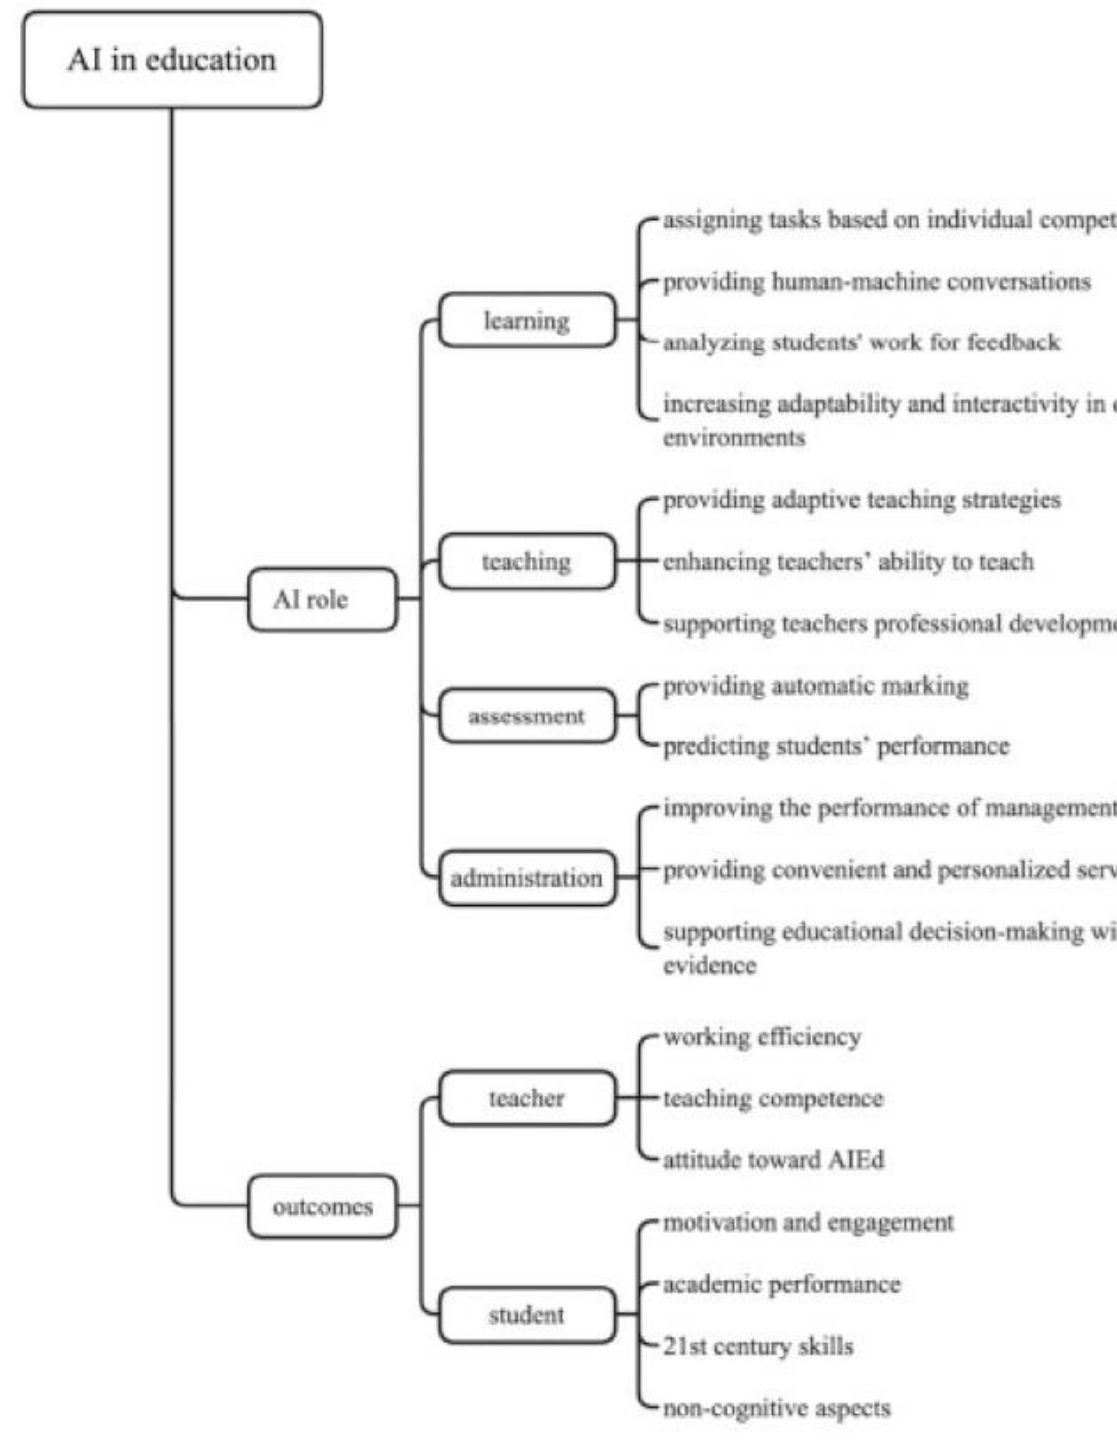 AI in education
assigning tasks based on individual
providing human-machine conversations
learning
analyzing students' work for feedback
increasing adaptability and interactivity in
environments
providing adaptive teaching strategies
teaching
enhancing teachers' ability to teach
AI role
supporting teachers professional
providing automatic marking
assessment
predicting students' performance
improving the performance of management
administration
providing convenient and personalized
supporting educational decision-making
evidence
working efficiency
teacher
teaching competence
attitude toward AIEd
outcomes
motivation and engagement
academic performance
student
21st century skills
non-cognitive aspects